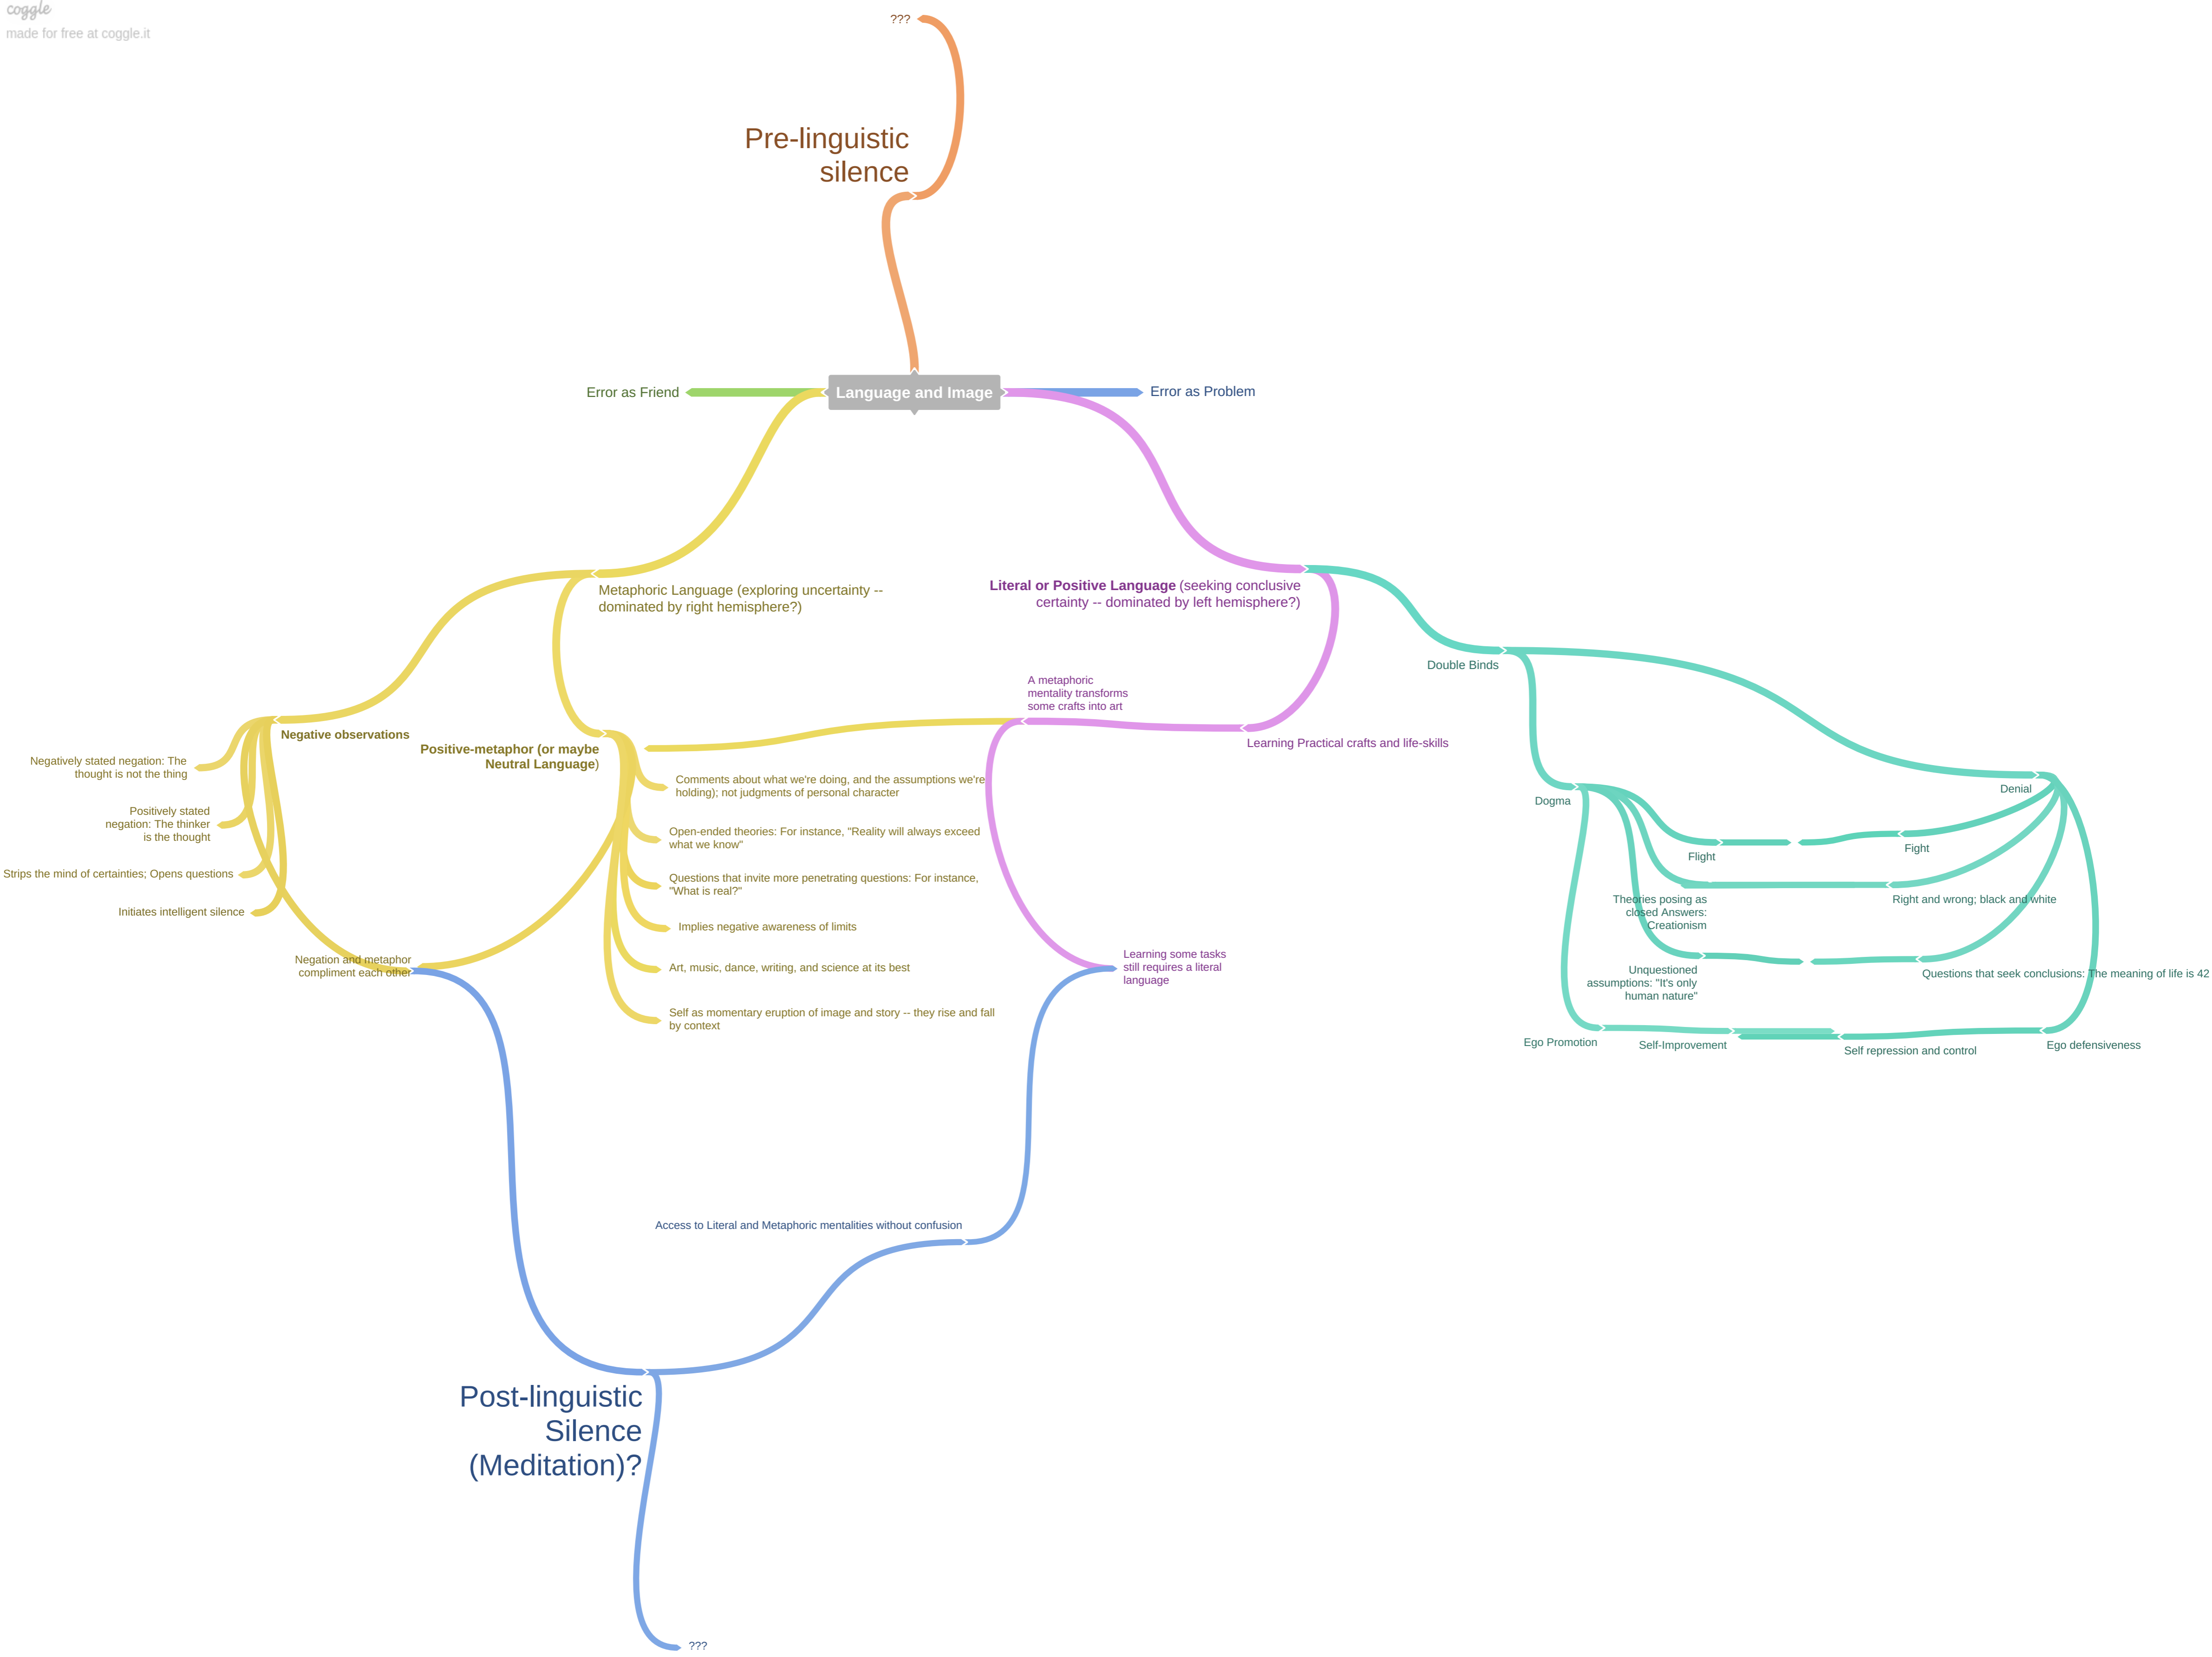 coggle
made for free at coggle.it
???
Pre-linguistic
silence
Error as Friend
Language and Image
Error as Problem
Metaphoric Language (exploring uncertainty --
dominated by right hemisphere?)
Literal or Positive Language (seeking conclusive
certainty -- dominated by left hemisphere?)
Double Binds
A metaphoric
mentality transforms
some crafts into art
Learning Practical crafts and life-skills
Negative observations
Positive-metaphor (or maybe
Neutral Language)
Negatively stated negation: The
thought is not the thing
Positively stated
negation: The thinker
is the thought
Strips the mind of certainties; Opens questions
Initiates intelligent silence
Negation and metaphor
compliment each other
Comments about what we're doing, and the assumptions we're
holding); not judgments of personal character
Open-ended theories: For instance, "Reality will always exceed
what we know"
Questions that invite more penetrating questions: For instance,
"What is real?"
Implies negative awareness of limits
Art, music, dance, writing, and science at its best
Self as momentary eruption of image and story -- they rise and fall
by context
Learning some tasks
still requires a literal
language
Dogma
Denial
Flight
Fight
Theories posing as
closed Answers:
Creationism
Right and wrong; black and white
Unquestioned
assumptions: "It's only
human nature"
Questions that seek conclusions: The meaning of life is 42
Ego Promotion
Self-Improvement
Self repression and control
Ego defensiveness
Access to Literal and Metaphoric mentalities without confusion
Post-linguistic
Silence
(Meditation)?
???